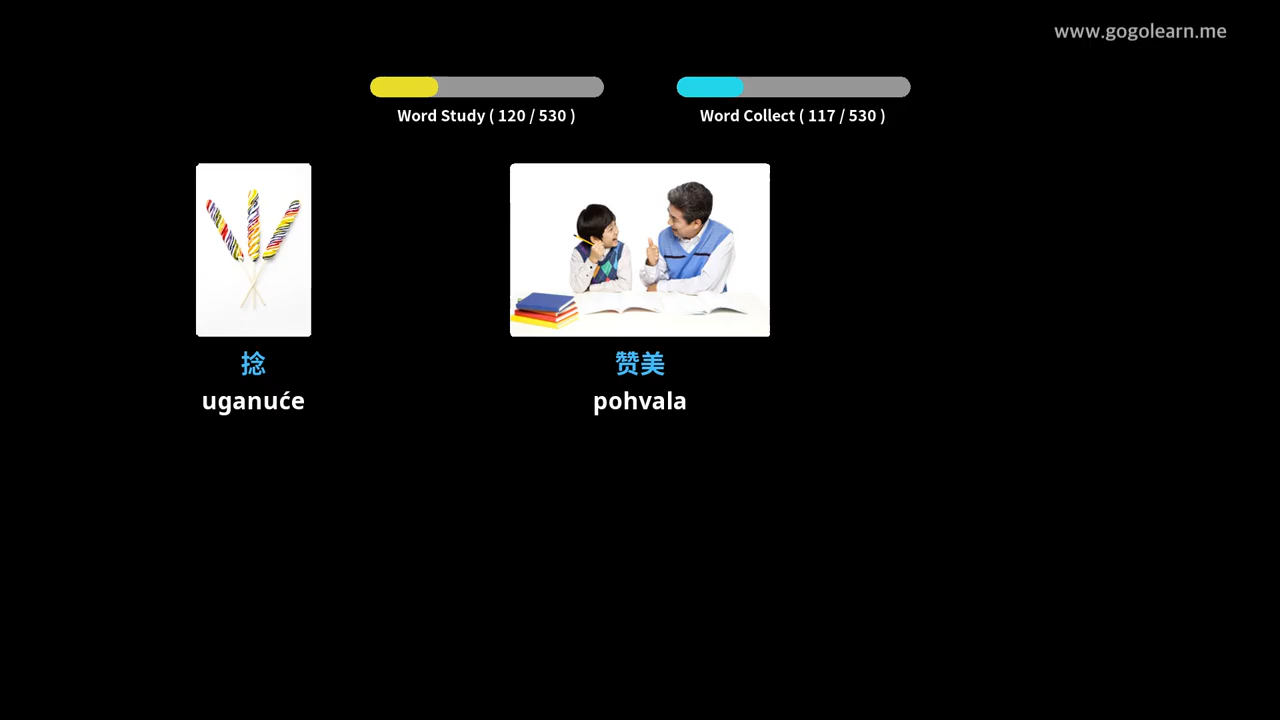 www.gogolearn.me
Word Study ( 120 / 530 )
Word Collect ( 117 / 530 )
捻
uganuće
赞美
pohvala